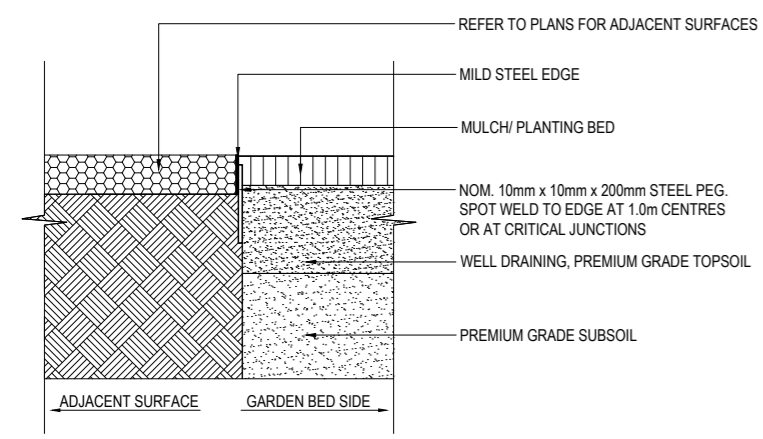 REFER TO PLANS FOR ADJACENT SURFACES
MILD STEEL EDGE
MULCH/ PLANTING BED
NOM. 10mm x 10mm x 200mm STEEL PEG.
SPOT WELD TO EDGE AT 1.0m CENTRES
OR AT CRITICAL JUNCTIONS
WELL DRAINING, PREMIUM GRADE TOPSOIL
PREMIUM GRADE SUBSOIL
ADJACENT SURFACE
GARDEN BED SIDE